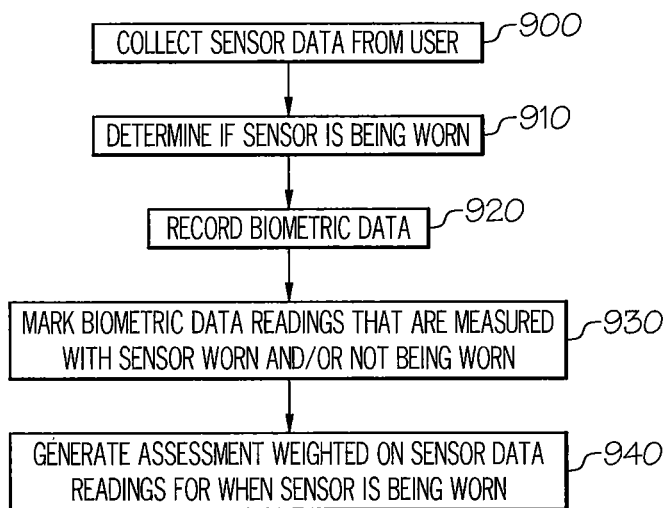 COLLECT SENSOR DATA FROM USER
900
DETERMINE IF SENSOR IS BEING WORN
910
RECORD BIOMETRIC DATA
920
MARK BIOMETRIC DATA READINGS THAT ARE MEASURED
WITH SENSOR WORN AND/OR NOT BEING WORN
930
GENERATE ASSESSMENT WEIGHTED ON SENSOR DATA
READINGS FOR WHEN SENSOR IS BEING WORN
940